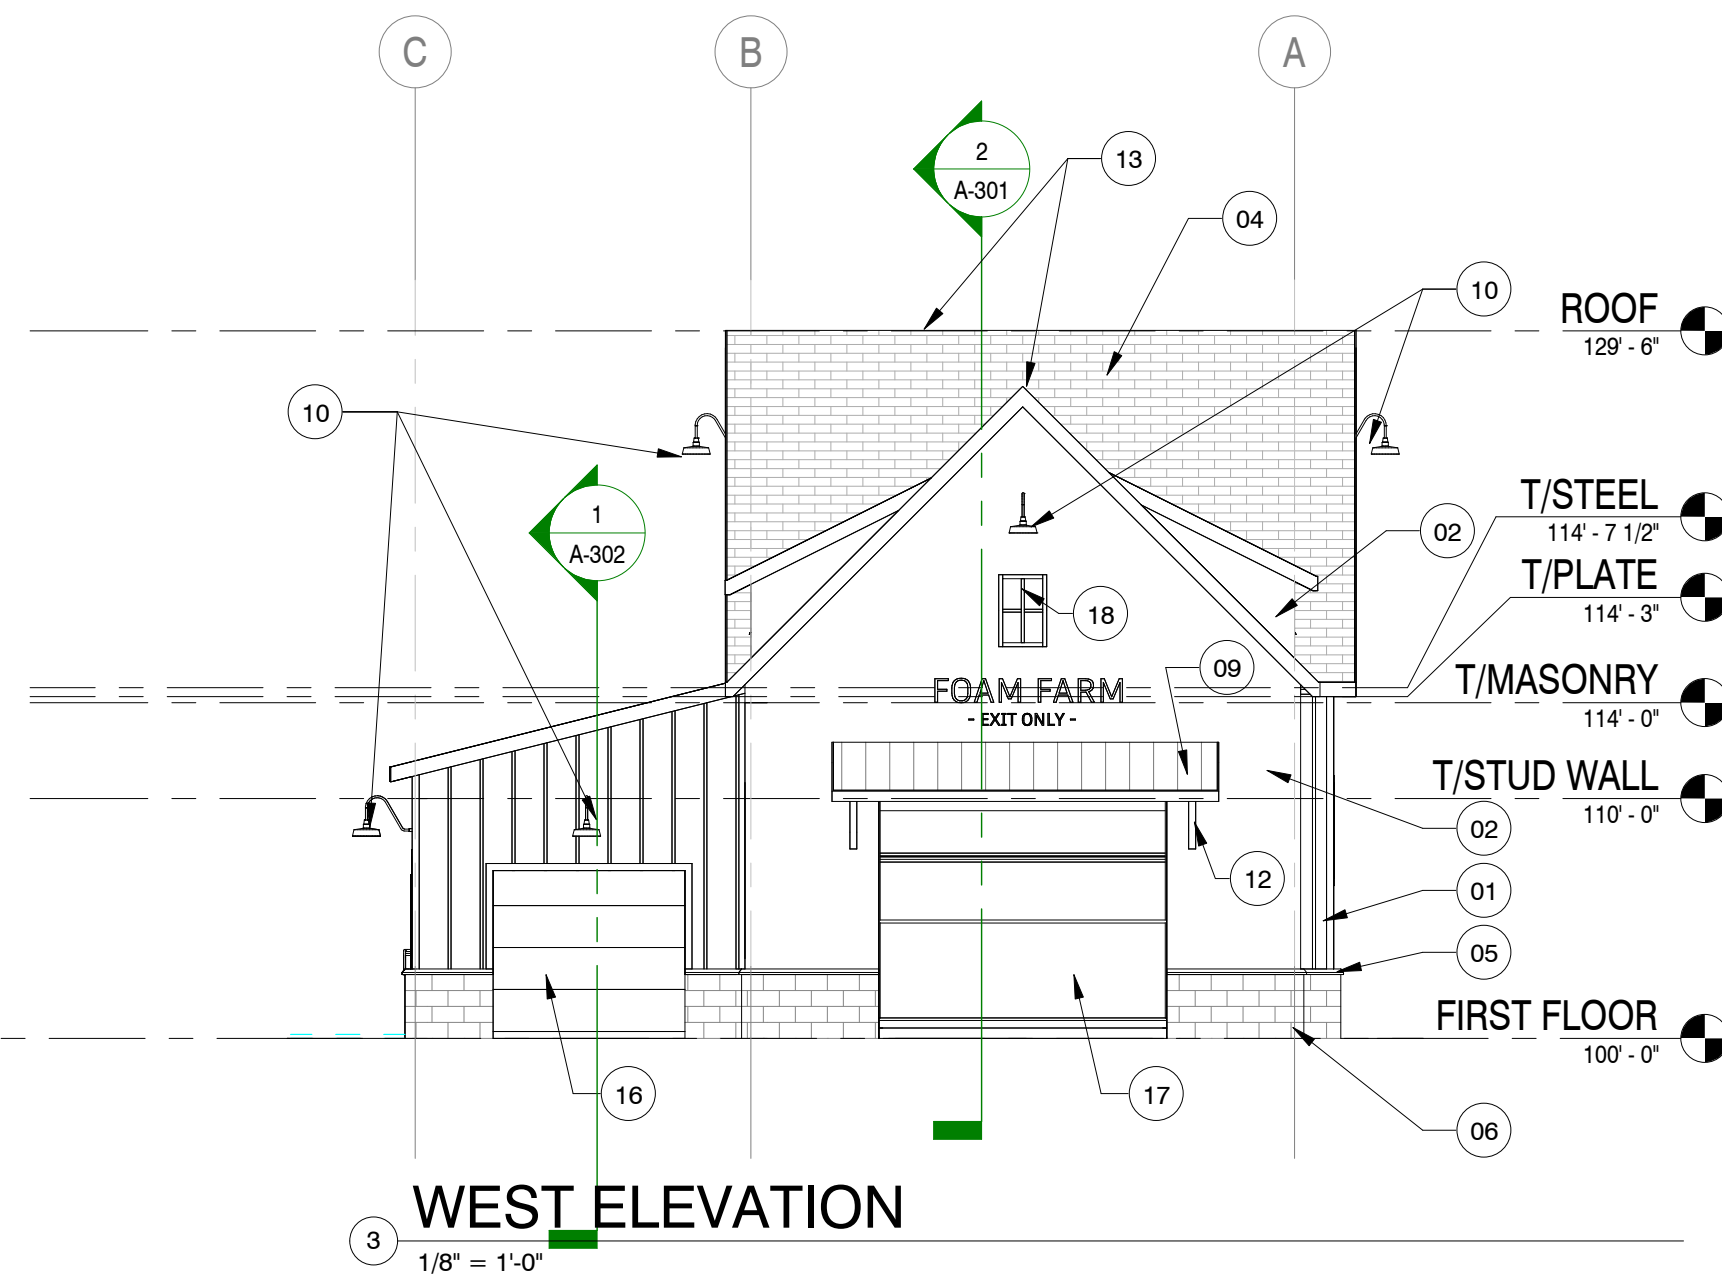 C
B
A
2
A-301
13
04
10
ROOF
129' - 6"
10
1
A-302
02
T/STEEL
114' - 7 1/2"
T/PLATE
114' - 3"
18
09
T/MASONRY
114' - 0"
FOAM FARM
- EXIT ONLY -
T/STUD WALL
110' - 0"
02
12
01
05
FIRST FLOOR
100' - 0"
16
17
06
WEST ELEVATION
3
1/8" = 1'-0"